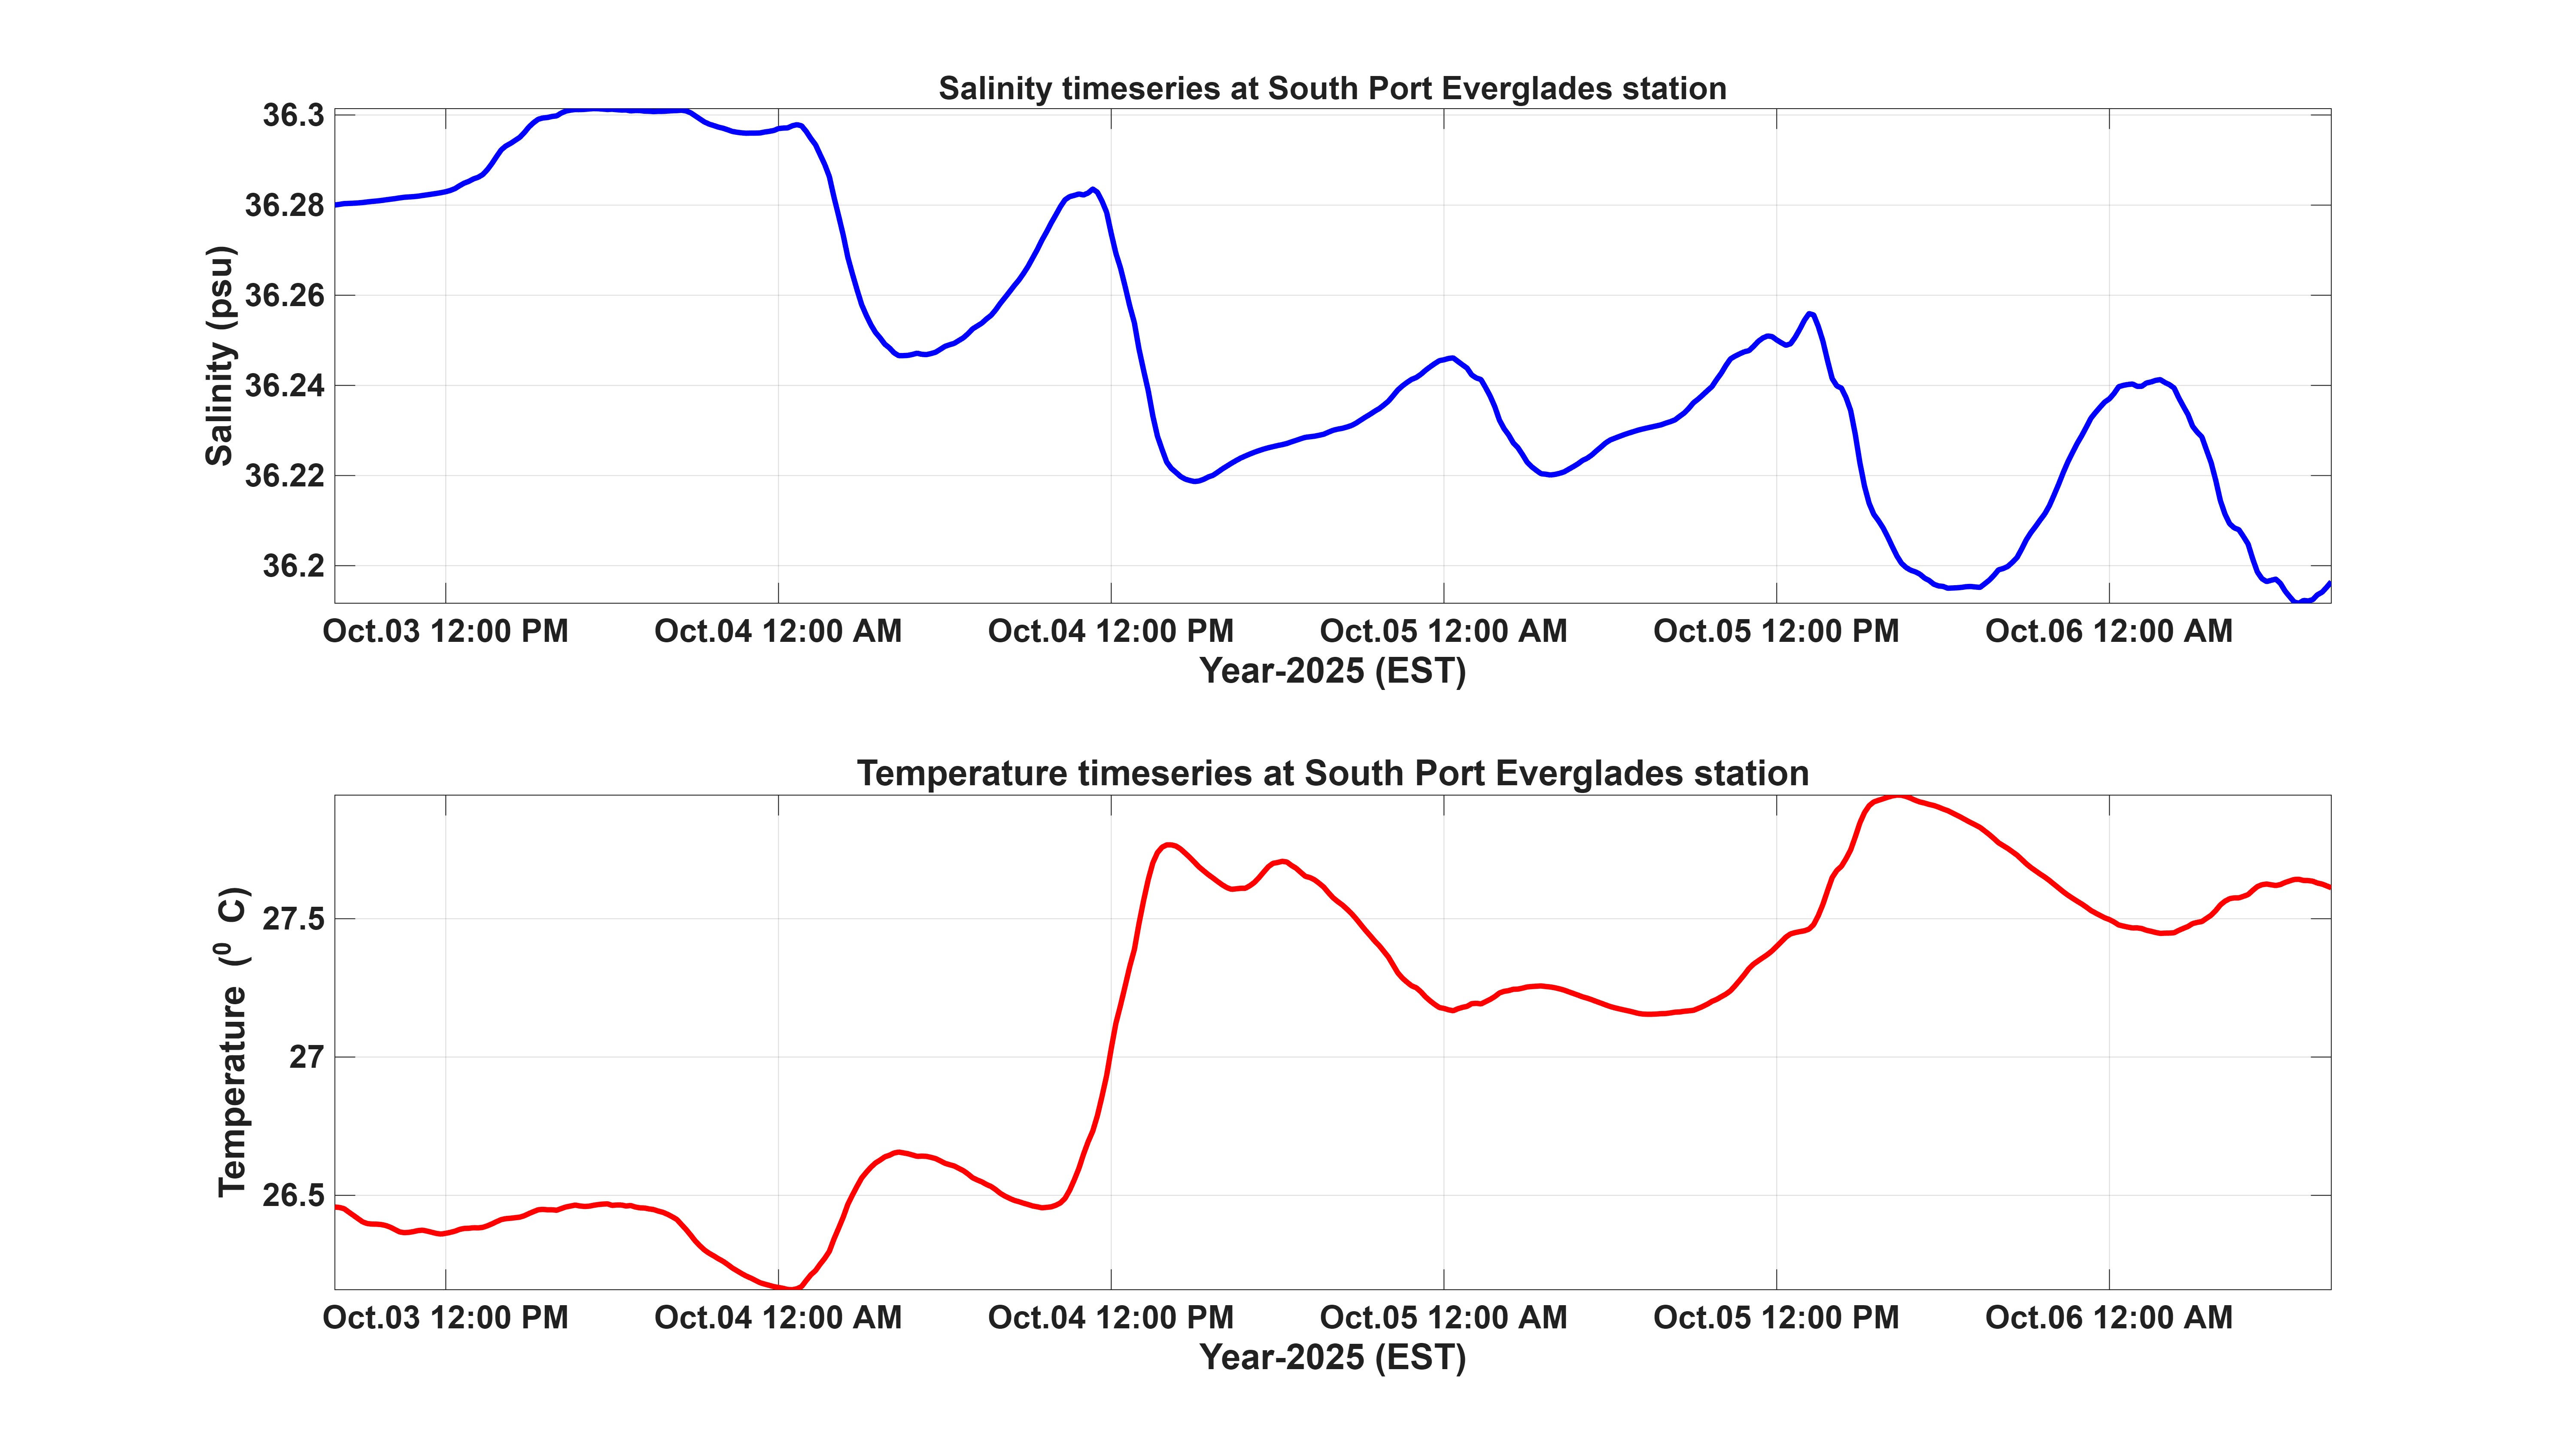 Salinity timeseries at South Port Everglades station
Salinity (psu)
36.3
36.28
36.26
36.24
36.22
36.2
Oct.03 12:00 PM Oct.04 12:00 AM Oct.04 12:00 PM Oct.05 12:00 AM Oct.05 12:00 PM Oct.06 12:00 AM
Year-2025 (EST)
Temperature timeseries at South Port Everglades station
Temperature (⁰ C)
27.5
27
26.5
Oct.03 12:00 PM Oct.04 12:00 AM Oct.04 12:00 PM Oct.05 12:00 AM Oct.05 12:00 PM Oct.06 12:00 AM
Year-2025 (EST)